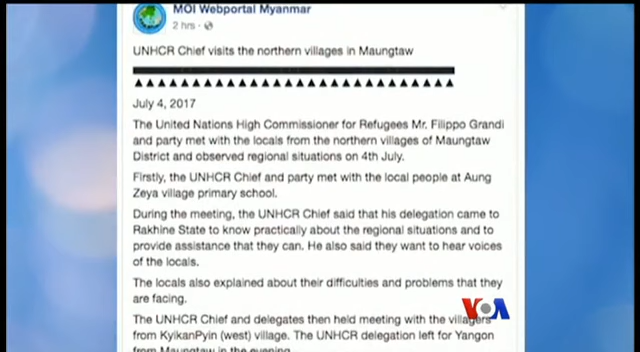 MOI Webportal Myanmar
2 hrs ·
UNHCR Chief visits the northern villages in Maungtaw
July 4, 2017
The United Nations High Commissioner for Refugees Mr. Filippo Grandi
and party met with the locals from the northern villages of Maungtaw
District and observed regional situations on 4th July.
Firstly, the UNHCR Chief and party met with the local people at Aung
Zeya village primary school.
During the meeting, the UNHCR Chief said that his delegation came to
Rakhine State to know practically about the regional situations and to
provide assistance that they can. He also said they want to hear voices
of the locals.
The locals also explained about their difficulties and problems that they
are facing.
The UNHCR Chief and delegates then held meeting with the villagers
from KyikanPyin (west) village. The UNHCR delegation left for Yangon
from Maungtaw in the evening.
VOA